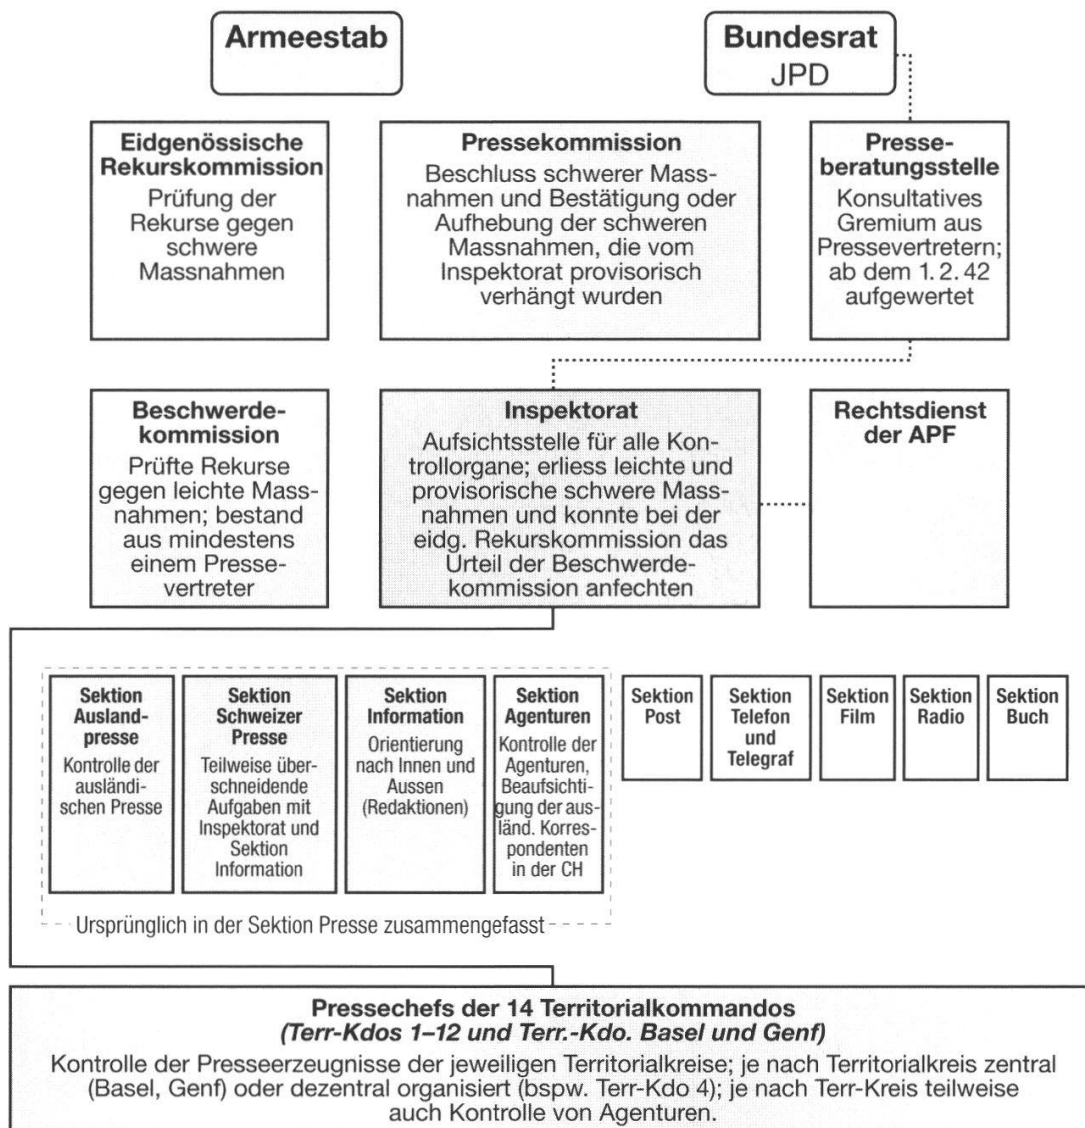 Armeestab
Bundesrat
JPD
Eidgenössische
Rekurskommission
Prüfung der
Rekurse gegen
schwere
Massnahmen
Pressekommission
Beschluss schwerer Mass-
nahmen und Bestätigung oder
Aufhebung der schweren
Massnahmen, die vom
Inspektorat provisorisch
verhängt wurden
Presse-
beratungsstelle
Konsultatives
Gremium aus
Pressevertretern;
ab dem 1. 2. 42
aufgewertet
Beschwerde-
kommission
Prüfte Rekurse
gegen leichte Mass-
nahmen; bestand
aus mindestens
einem Presse-
vertreter
Inspektorat
Aufsichtsstelle für alle Kon-
trollorgane; erliess leichte und
provisorische schwere Mass-
nahmen und konnte bei der
eidg. Rekurskommission das
Urteil der Beschwerde-
kommission anfechten
Rechtsdienst
der APF
Sektion
Ausland-
presse
Kontrolle der
ausländi-
schen Presse
Sektion
Schweizer
Presse
Teilweise über-
schneidende
Aufgaben mit
Inspektorat und
Sektion
Information
Sektion
Information
Orientierung
nach Innen und
Aussen
(Redaktionen)
Sektion
Agenturen
Kontrolle der
Agenturen,
Beaufsichti-
gung der aus-
länd. Korres-
pondenten
in der CH
Sektion
Post
Sektion
Telefon
und
Telegraf
Sektion
Film
Sektion
Radio
Sektion
Buch
Ursprünglich in der Sektion Presse zusammengefasst
Pressechefs der 14 Territorialkommandos
(Terr-Kdos 1–12 und Terr.-Kdo. Basel und Genf)
Kontrolle der Presseerzeugnisse der jeweiligen Territorialkreise; je nach Territorialkreis zentral
(Basel, Genf) oder dezentral organisiert (bspw. Terr-Kdo 4); je nach Terr-Kreis teilweise
auch Kontrolle von Agenturen.